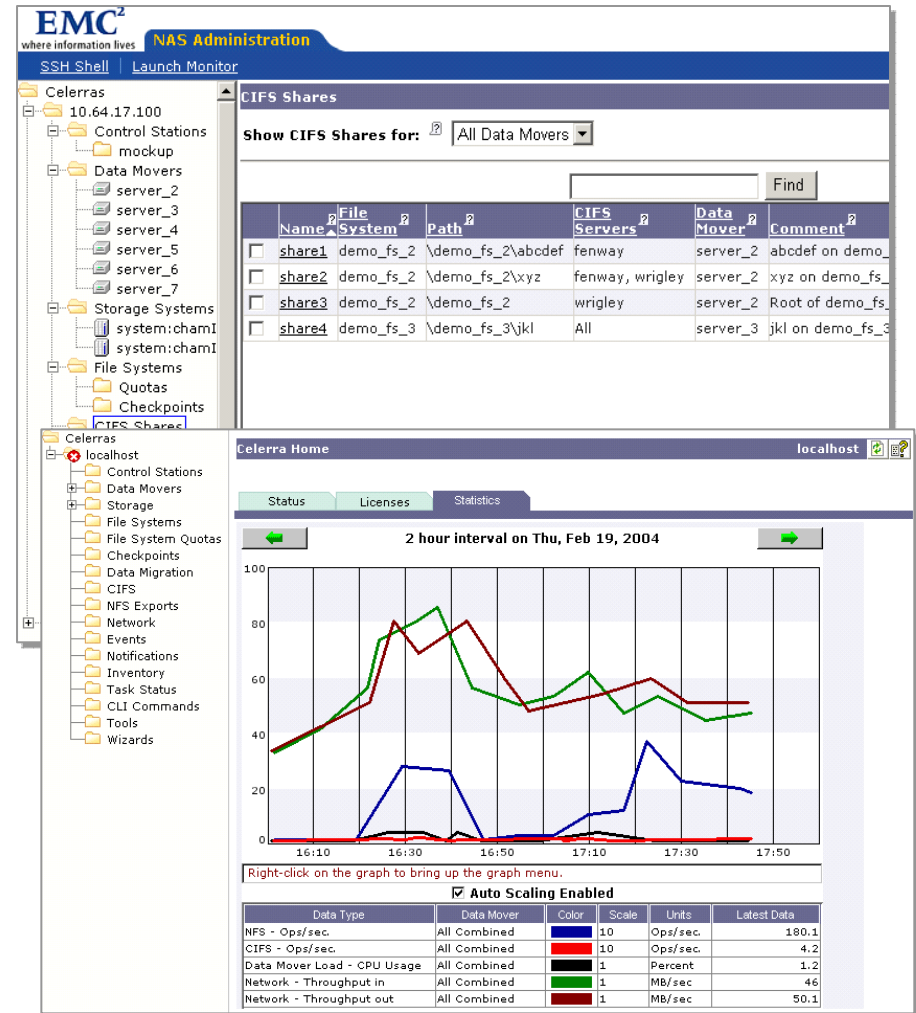 EMC²
where information lives
NAS Administration
SSH Shell | Launch Monitor
Celerras
10.64.17.100
Control Stations
mockup
Data Movers
server_2
server_3
server_4
server_5
server_6
server_7
Storage Systems
system:chamI
system:chamI
File Systems
Quotas
Checkpoints
CIFS Shares
CIFS Shares
Show CIFS Shares for: All Data Movers
Find
Name File System Path CIFS Servers Data Mover Comment
share1 demo_fs_2 \demo_fs_2\abcdef fenway server_2 abcdef on demo_
share2 demo_fs_2 \demo_fs_2\xyz fenway, wrigley server_2 xyz on demo_fs_
share3 demo_fs_2 \demo_fs_2 wrigley server_2 Root of demo_fs_
share4 demo_fs_3 \demo_fs_3\jkl All server_3 jkl on demo_fs_3
Celerras
localhost
Control Stations
Data Movers
Storage
File Systems
File System Quotas
Checkpoints
Data Migration
CIFS
NFS Exports
Network
Events
Notifications
Inventory
Task Status
CLI Commands
Tools
Wizards
Celerra Home localhost
Status Licenses Statistics
2 hour interval on Thu, Feb 19, 2004
100
80
60
40
20
0
16:10 16:30 16:50 17:10 17:30 17:50
Right-click on the graph to bring up the graph menu.
Auto Scaling Enabled
Data Type Data Mover Color Scale Units Latest Data
NFS - Ops/sec. All Combined 10 Ops/sec. 180.1
CIFS - Ops/sec. All Combined 10 Ops/sec. 4.2
Data Mover Load - CPU Usage All Combined 1 Percent 1.2
Network - Throughput in All Combined 1 MB/sec 46
Network - Throughput out All Combined 1 MB/sec 50.1